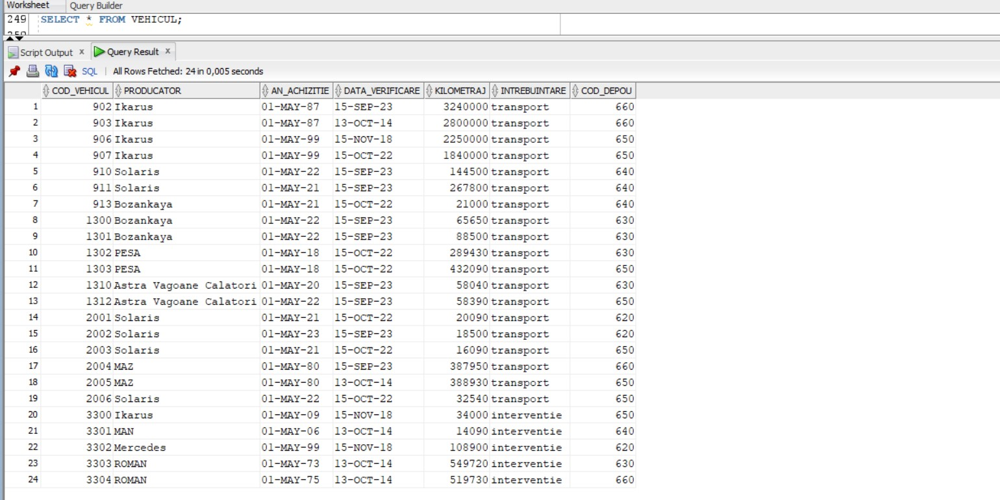 Worksheet Query Builder
249 SELECT * FROM VEHICUL;
Script Output x Query Result x
SQL | All Rows Fetched: 24 in 0,005 seconds
COD_VEHICUL PRODUCATOR AN_ACHIZITIE DATA_VERIFICARE KILOMETRAJ INTREBUINTARE COD_DEPOU
1 902 Ikarus 01-MAY-87 15-SEP-23 3240000 transport 660
2 903 Ikarus 01-MAY-87 13-OCT-14 2800000 transport 660
3 906 Ikarus 01-MAY-99 15-NOV-18 2250000 transport 650
4 907 Ikarus 01-MAY-99 15-OCT-22 1840000 transport 650
5 910 Solaris 01-MAY-22 15-SEP-23 144500 transport 640
6 911 Solaris 01-MAY-21 15-SEP-23 267800 transport 640
7 913 Bozankaya 01-MAY-21 15-OCT-22 21000 transport 640
8 1300 Bozankaya 01-MAY-22 15-SEP-23 65650 transport 630
9 1301 Bozankaya 01-MAY-22 15-SEP-23 88500 transport 630
10 1302 PESA 01-MAY-18 15-OCT-22 289430 transport 630
11 1303 PESA 01-MAY-18 15-OCT-22 432090 transport 650
12 1310 Astra Vagoane Calatori 01-MAY-20 15-SEP-23 58040 transport 630
13 1312 Astra Vagoane Calatori 01-MAY-22 15-SEP-23 58390 transport 650
14 2001 Solaris 01-MAY-21 15-OCT-22 20090 transport 620
15 2002 Solaris 01-MAY-23 15-SEP-23 18500 transport 620
16 2003 Solaris 01-MAY-21 15-OCT-22 16090 transport 650
17 2004 MAZ 01-MAY-80 15-SEP-23 387950 transport 660
18 2005 MAZ 01-MAY-80 13-OCT-14 388930 transport 650
19 2006 Solaris 01-MAY-22 15-OCT-22 32540 transport 650
20 3300 Ikarus 01-MAY-09 15-NOV-18 34000 interventie 650
21 3301 MAN 01-MAY-06 13-OCT-14 14090 interventie 640
22 3302 Mercedes 01-MAY-99 15-NOV-18 108900 interventie 620
23 3303 ROMAN 01-MAY-73 13-OCT-14 549720 interventie 630
24 3304 ROMAN 01-MAY-75 13-OCT-14 519730 interventie 660